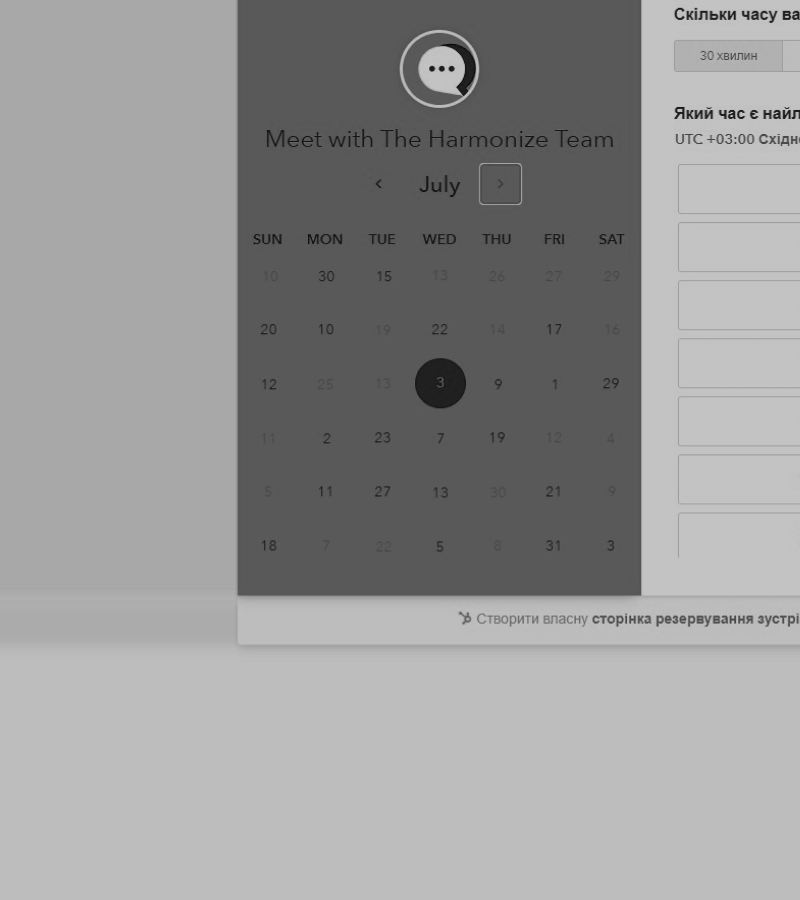 Meet with The Harmonize Team
July
SUN MON TUE WED THU FRI SAT
10 30 15 13 26 27 29
20 10 19 22 14 17 16
12 25 13 3 9 1 29
11 2 23 7 19 12 4
5 11 27 13 30 21 9
18 7 22 5 8 31 3
Скільки часу ва
30 хвилин
Який час є найл
UTC +03:00 Східно
Створити власну сторінка резервування зустрі